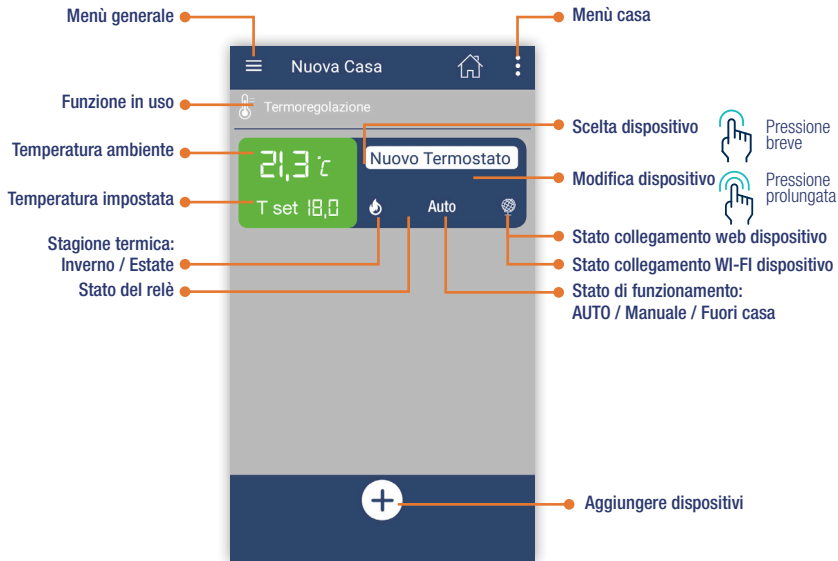 Menù generale
Menù casa
Nuova Casa
Funzione in uso
Termoregolazione
Temperatura ambiente
21,3 °C
Nuovo Termostato
Scelta dispositivo
Pressione
breve
Temperatura impostata
T set 18,0
Auto
Modifica dispositivo
Pressione
prolungata
Stagione termica:
Inverno / Estate
Stato del relè
Stato collegamento web dispositivo
Stato collegamento WI-FI dispositivo
Stato di funzionamento:
AUTO / Manuale / Fuori casa
Aggiungere dispositivi